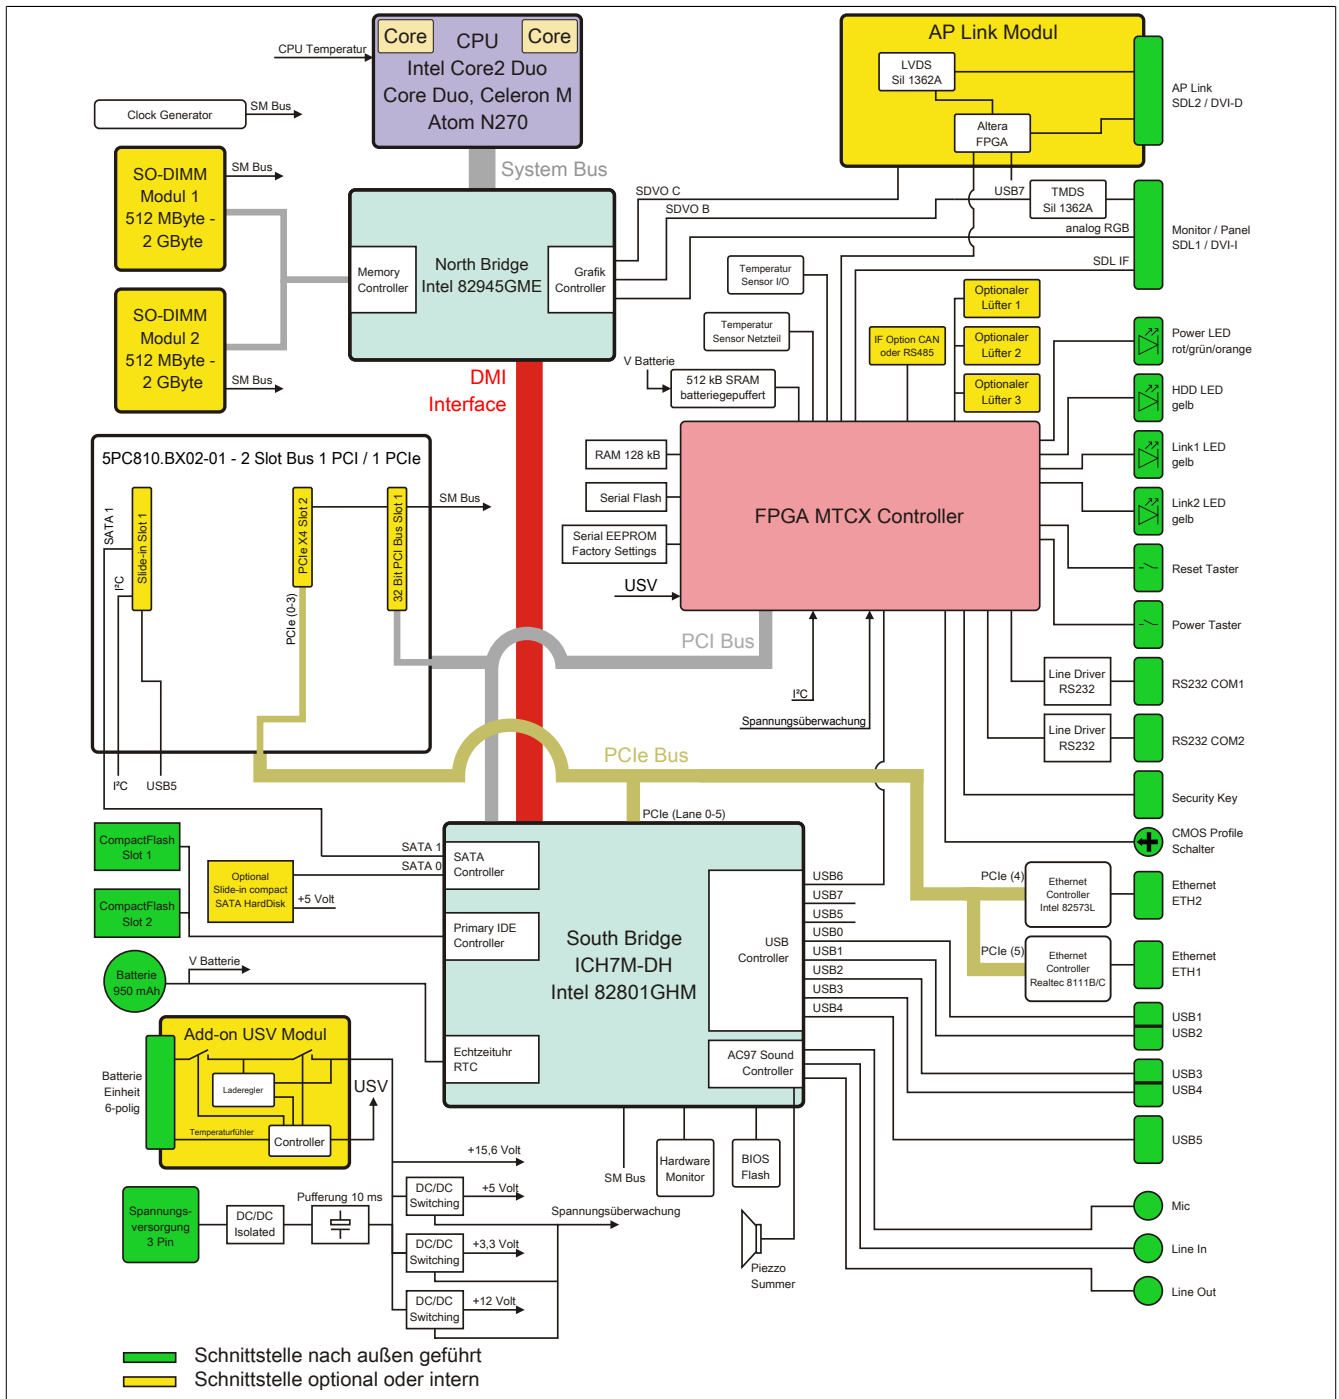 Core
Core
CPU
Intel Core2 Duo
Core Duo, Celeron M
Atom N270
CPU Temperatur
Clock Generator
SM Bus
SO-DIMM
Modul 1
512 MByte -
2 GByte
SM Bus
SO-DIMM
Modul 2
512 MByte -
2 GByte
SM Bus
System Bus
Memory
Controller
North Bridge
Intel 82945GME
Grafik
Controller
DMI
Interface
AP Link Modul
LVDS
Sil 1362A
Altera
FPGA
AP Link
SDL2 / DVI-D
SDVO C
SDVO B
USB7
TMDS
Sil 1362A
analog RGB
SDL IF
Monitor / Panel
SDL1 / DVI-I
Temperatur
Sensor I/O
Temperatur
Sensor Netzteil
V Batterie
512 kB SRAM
batteriegepuffert
IF Option CAN
oder RS485
Optionaler
Lüfter 1
Optionaler
Lüfter 2
Optionaler
Lüfter 3
Power LED
rot/grün/orange
HDD LED
gelb
Link1 LED
gelb
Link2 LED
gelb
Reset Taster
Power Taster
RAM 128 kB
Serial Flash
Serial EEPROM
Factory Settings
USV
FPGA MTCX Controller
5PC810.BX02-01 - 2 Slot Bus 1 PCI / 1 PCIe
SATA 1
I²C
Slide-in Slot 1
PCIe X4 Slot 2
32 Bit PCI Bus Slot 1
SM Bus
PCIe (0-3)
I²C
USB5
PCI Bus
I²C
Spannungsüberwachung
Line Driver
RS232
RS232 COM1
Line Driver
RS232
RS232 COM2
Security Key
CMOS Profile
Schalter
PCIe Bus
PCIe (Lane 0-5)
CompactFlash
Slot 1
CompactFlash
Slot 2
Optional
Slide-in compact
SATA HardDisk
+5 Volt
SATA 1
SATA 0
SATA
Controller
Primary IDE
Controller
South Bridge
ICH7M-DH
Intel 82801GHM
USB
Controller
USB6
USB7
USB5
USB0
USB1
USB2
USB3
USB4
PCIe (4)
Ethernet
Controller
Intel 82573L
Ethernet
ETH2
PCIe (5)
Ethernet
Controller
Realtec 8111B/C
Ethernet
ETH1
USB1
USB2
USB3
USB4
USB5
Batterie
950 mAh
V Batterie
Echtzeituhr
RTC
AC97 Sound
Controller
Add-on USV Modul
Batterie
Einheit
6-polig
Laderegler
Temperaturfühler
Controller
USV
SM Bus
Hardware
Monitor
BIOS
Flash
Piezzo
Summer
Mic
Line In
Line Out
Spannungs-
versorgung
3 Pin
DC/DC
Isolated
Pufferung 10 ms
+15,6 Volt
DC/DC
Switching
+5 Volt
Spannungsüberwachung
DC/DC
Switching
+3,3 Volt
DC/DC
Switching
+12 Volt
Schnittstelle nach außen geführt
Schnittstelle optional oder intern